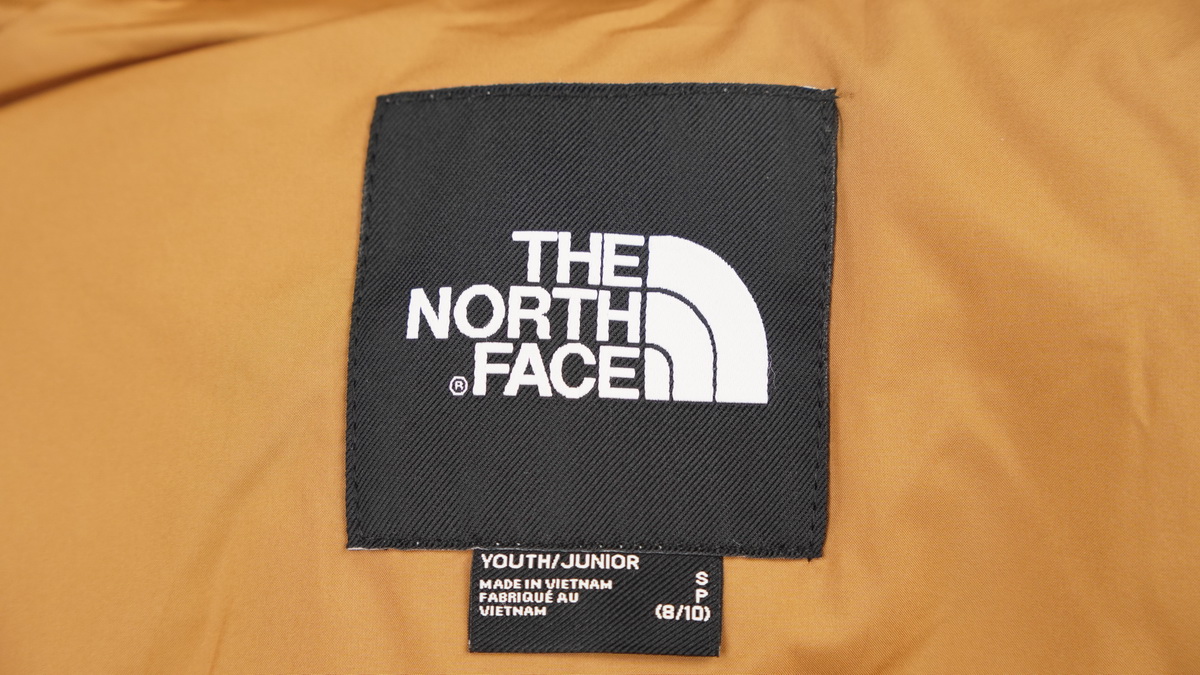 THE
NORTH
®FACE
YOUTH/JUNIOR
MADE IN VIETNAM S
FABRIQUÉ AU P
VIETNAM (8/10)